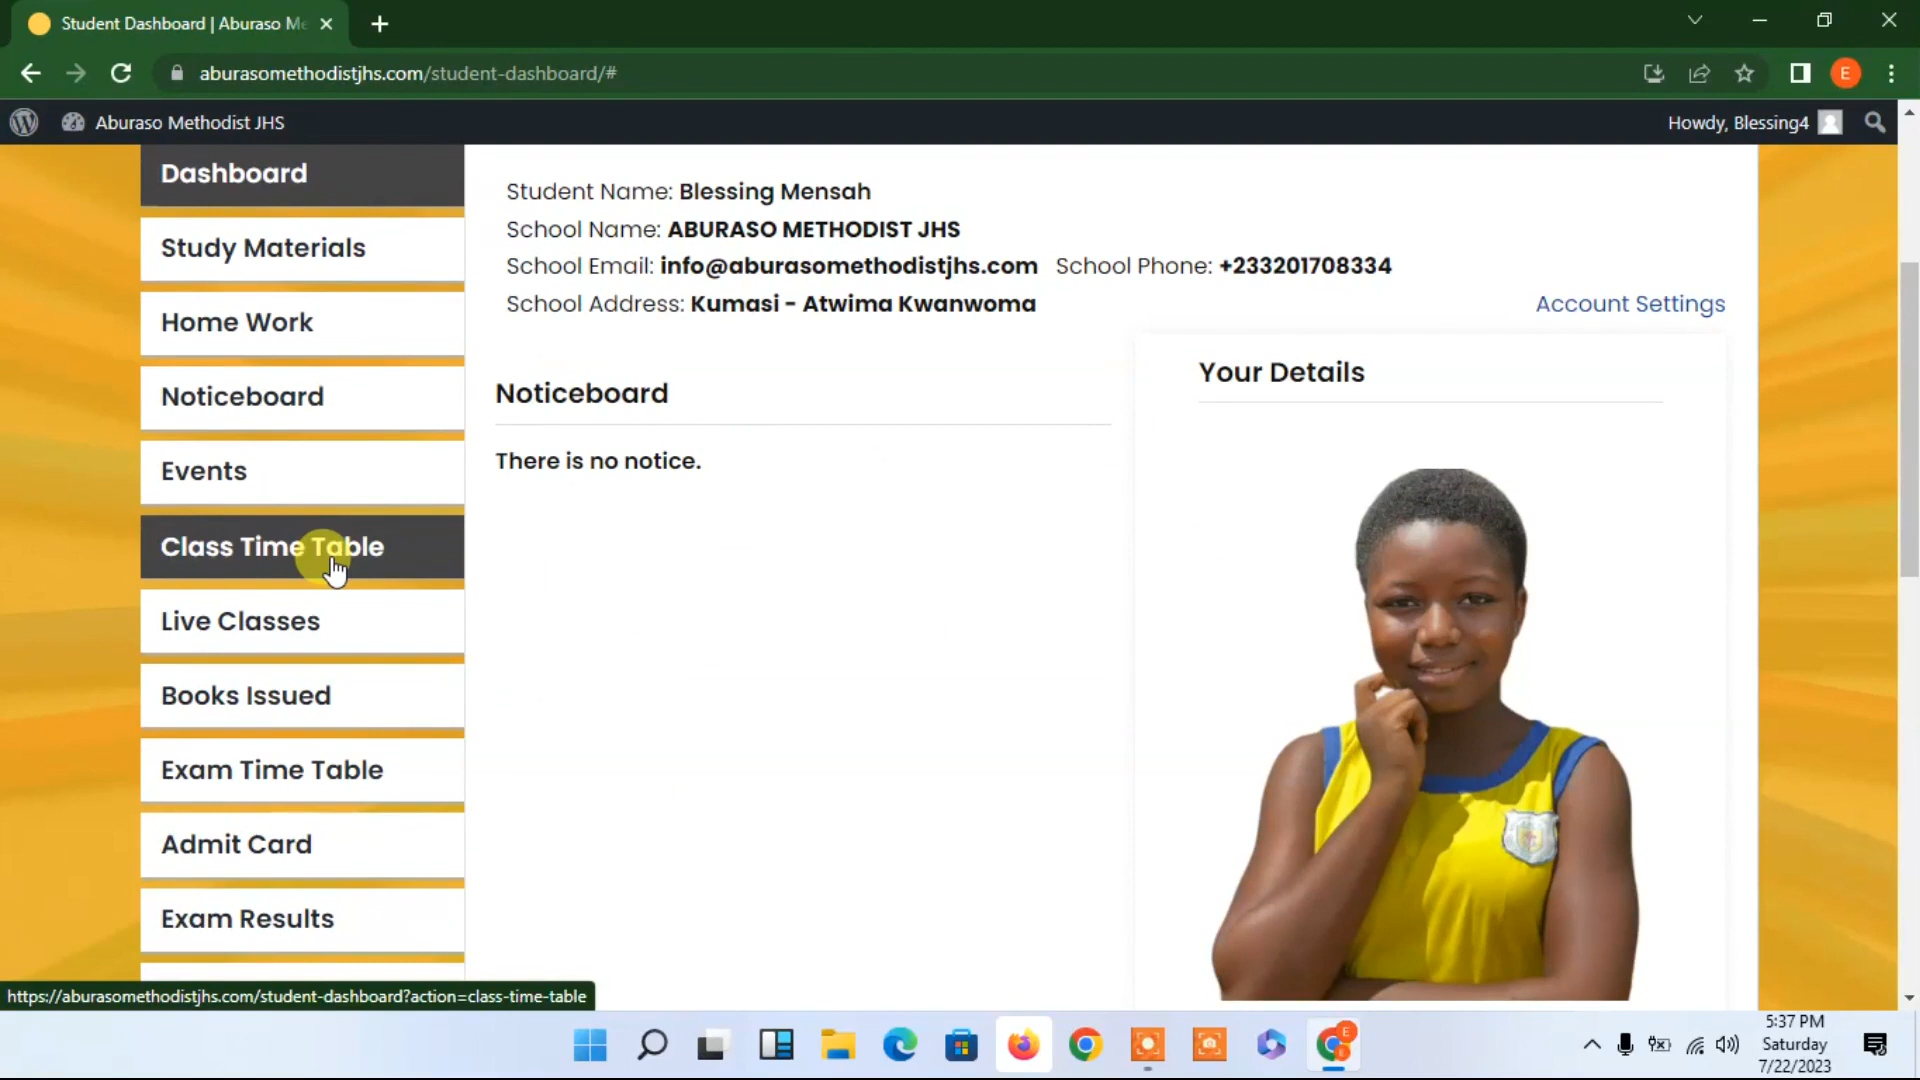 Student Dashboard | Aburaso Me
aburasomethodistjhs.com/student-dashboard/#
E
Aburaso Methodist JHS
Howdy, Blessing4
Dashboard
Study Materials
Home Work
Noticeboard
Events
Class Time Table
Live Classes
Books Issued
Exam Time Table
Admit Card
Exam Results
Student Name: Blessing Mensah
School Name: ABURASO METHODIST JHS
School Email: info@aburasomethodistjhs.com School Phone: +233201708334
School Address: Kumasi - Atwima Kwanwoma
Account Settings
Noticeboard
There is no notice.
Your Details
https://aburasomethodistjhs.com/student-dashboard?action=class-time-table
E
5:37 PM
Saturday
7/22/2023